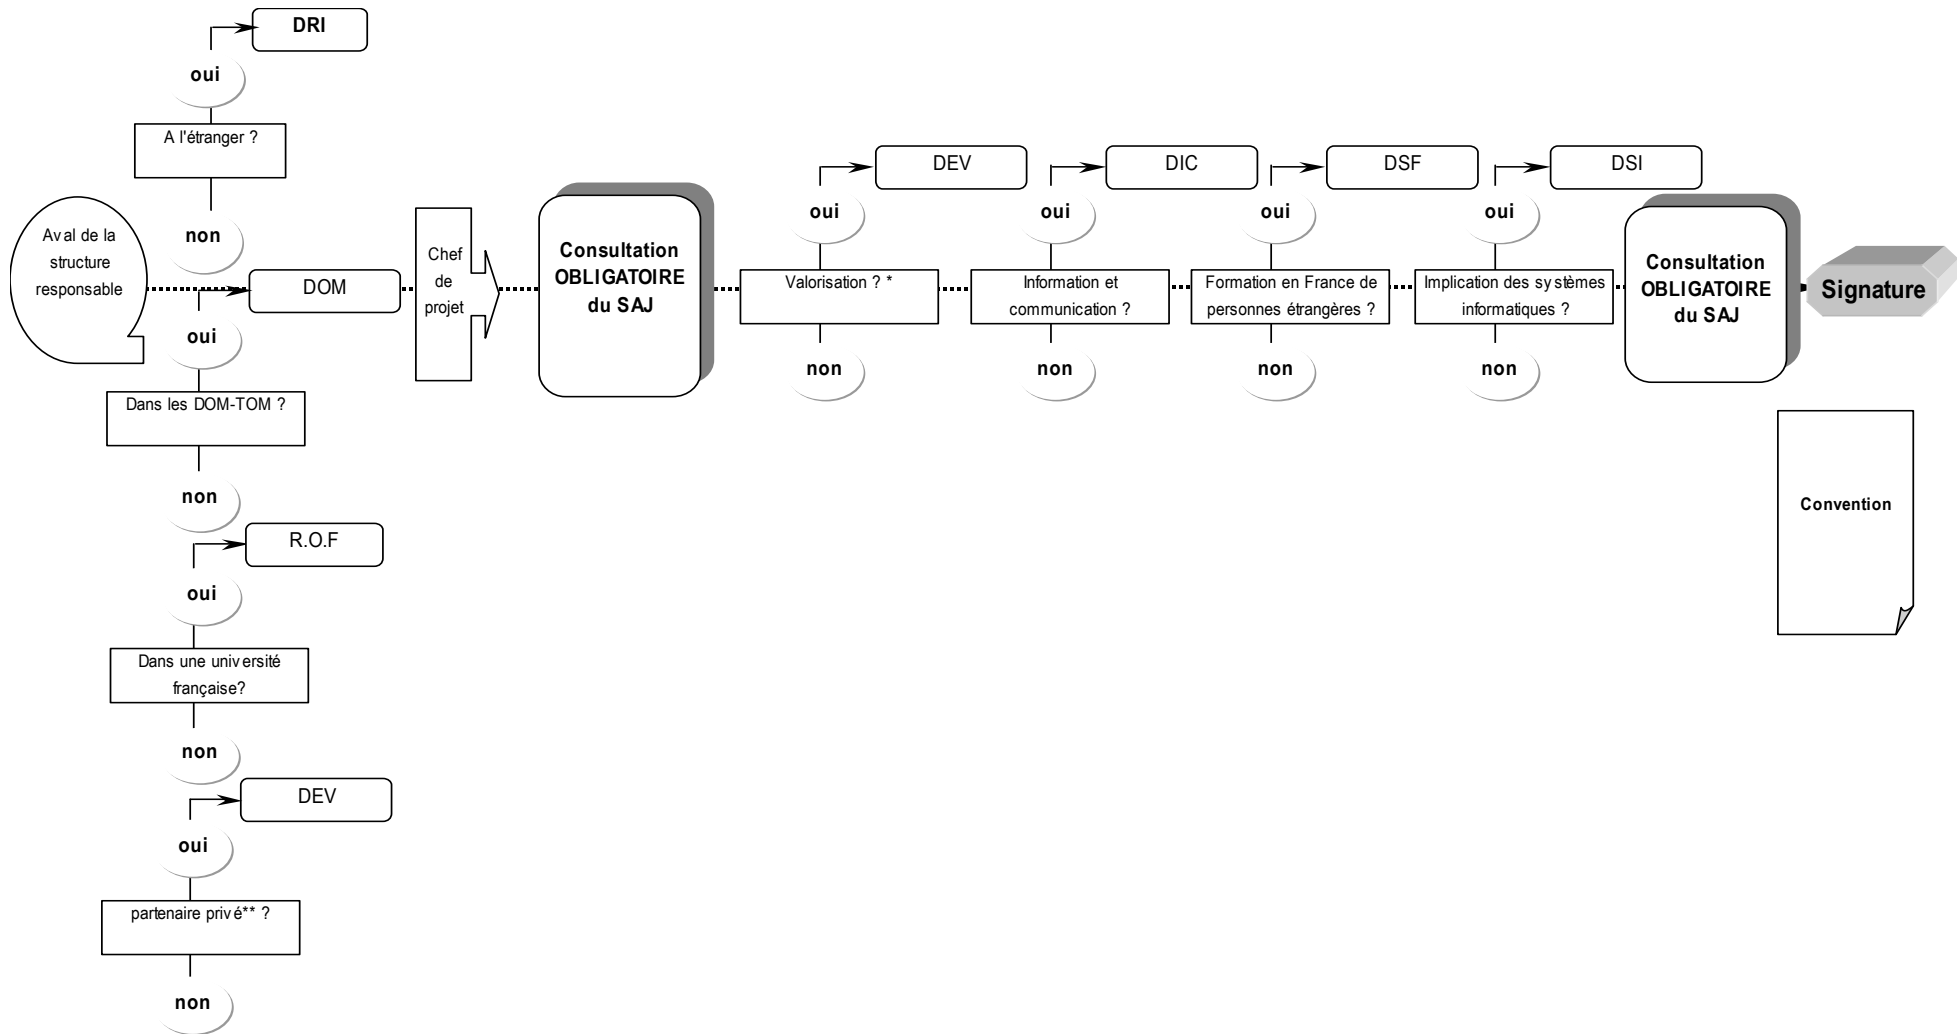 DRI
oui
A l'étranger ?
non
Aval de la
structure
responsable
DOM
oui
Dans les DOM-TOM ?
non
R.O.F
oui
Dans une université
française?
non
DEV
oui
partenaire privé** ?
non
Chef
de
projet
Consultation
OBLIGATOIRE
du SAJ
DEV
oui
Valorisation ? *
non
DIC
oui
Information et
communication ?
non
DSF
oui
Formation en France de
personnes étrangères ?
non
DSI
oui
Implication des systèmes
informatiques ?
non
Consultation
OBLIGATOIRE
du SAJ
Signature
Convention